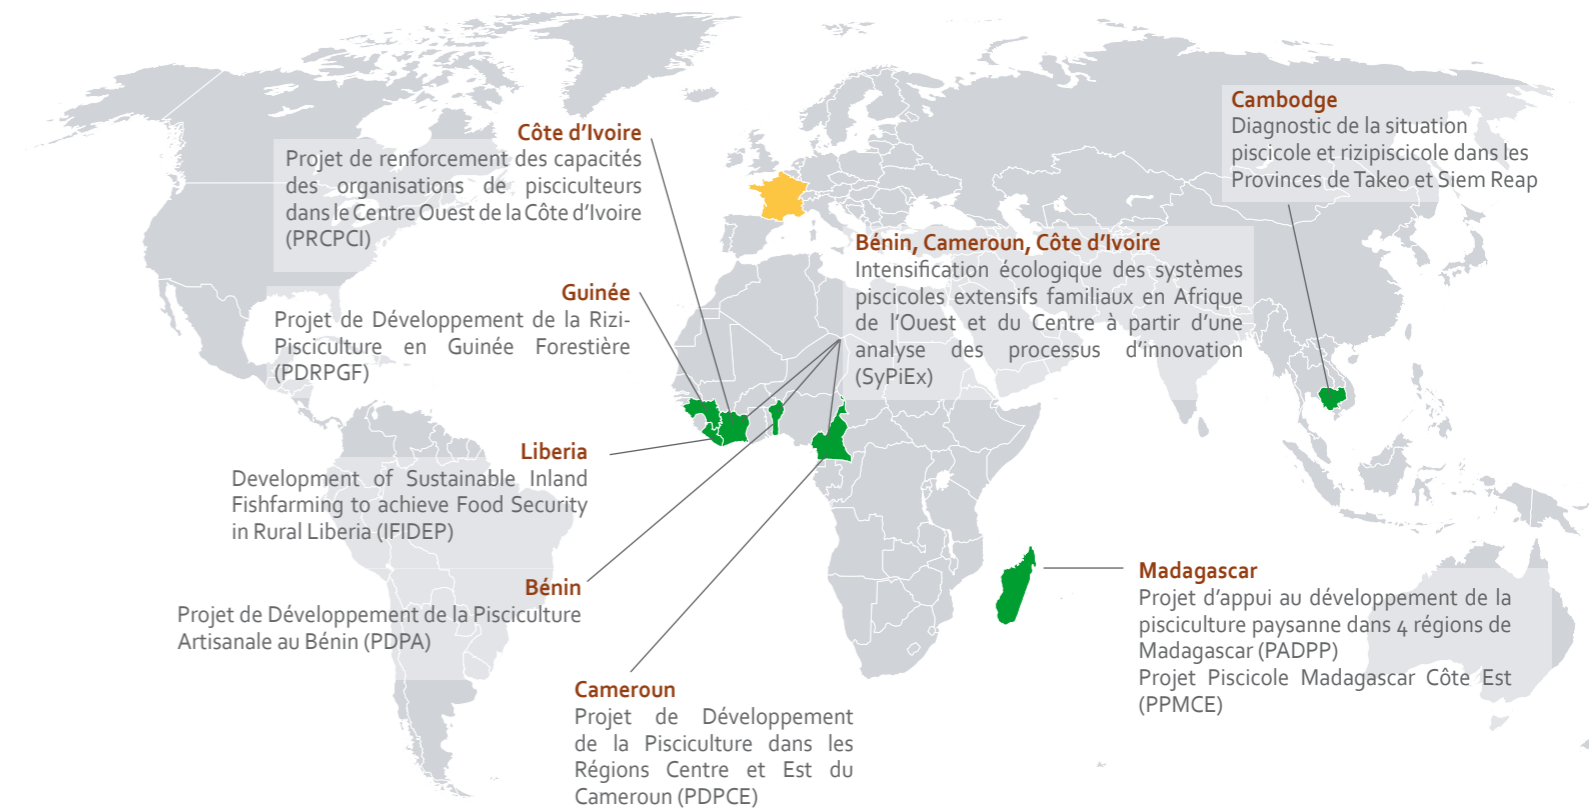 Côte d'Ivoire
Projet de renforcement des capacités
des organisations de pisciculteurs
dans le Centre Ouest de la Côte d'Ivoire
(PRCPCI)
Guinée
Projet de Développement de la Rizi-
Pisciculture en Guinée Forestière
(PDRPGF)
Liberia
Development of Sustainable Inland
Fishfarming to achieve Food Security
in Rural Liberia (IFIDEP)
Bénin
Projet de Développement de la Pisciculture
Artisanale au Bénin (PDPA)
Cameroun
Projet de Développement
de la Pisciculture dans les
Régions Centre et Est du
Cameroun (PDPCE)
Bénin, Cameroun, Côte d'Ivoire
Intensification écologique des systèmes
piscicoles extensifs familiaux en Afrique
de l'Ouest et du Centre à partir d'une
analyse des processus d'innovation
(SyPiEx)
Cambodge
Diagnostic de la situation
piscicole et rizipiscicole dans les
Provinces de Takeo et Siem Reap
Madagascar
Projet d'appui au développement de la
pisciculture paysanne dans 4 régions de
Madagascar (PADPP)
Projet Piscicole Madagascar Côte Est
(PPMCE)